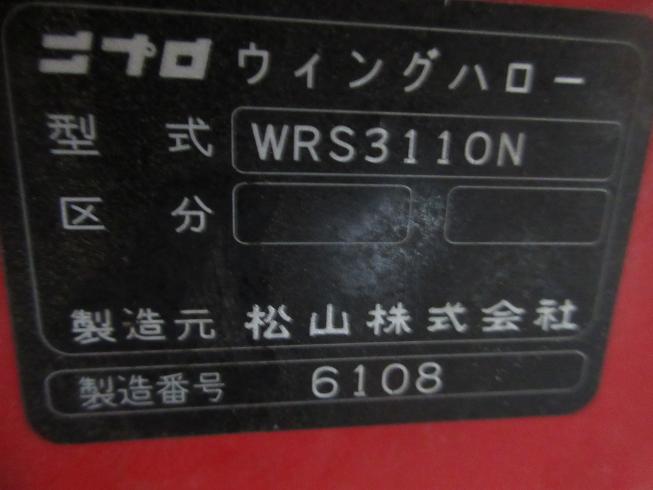 ニプロ ウィングハロー
型式 WRS3110N
区分
製造元 松山株式会社
製造番号 6108